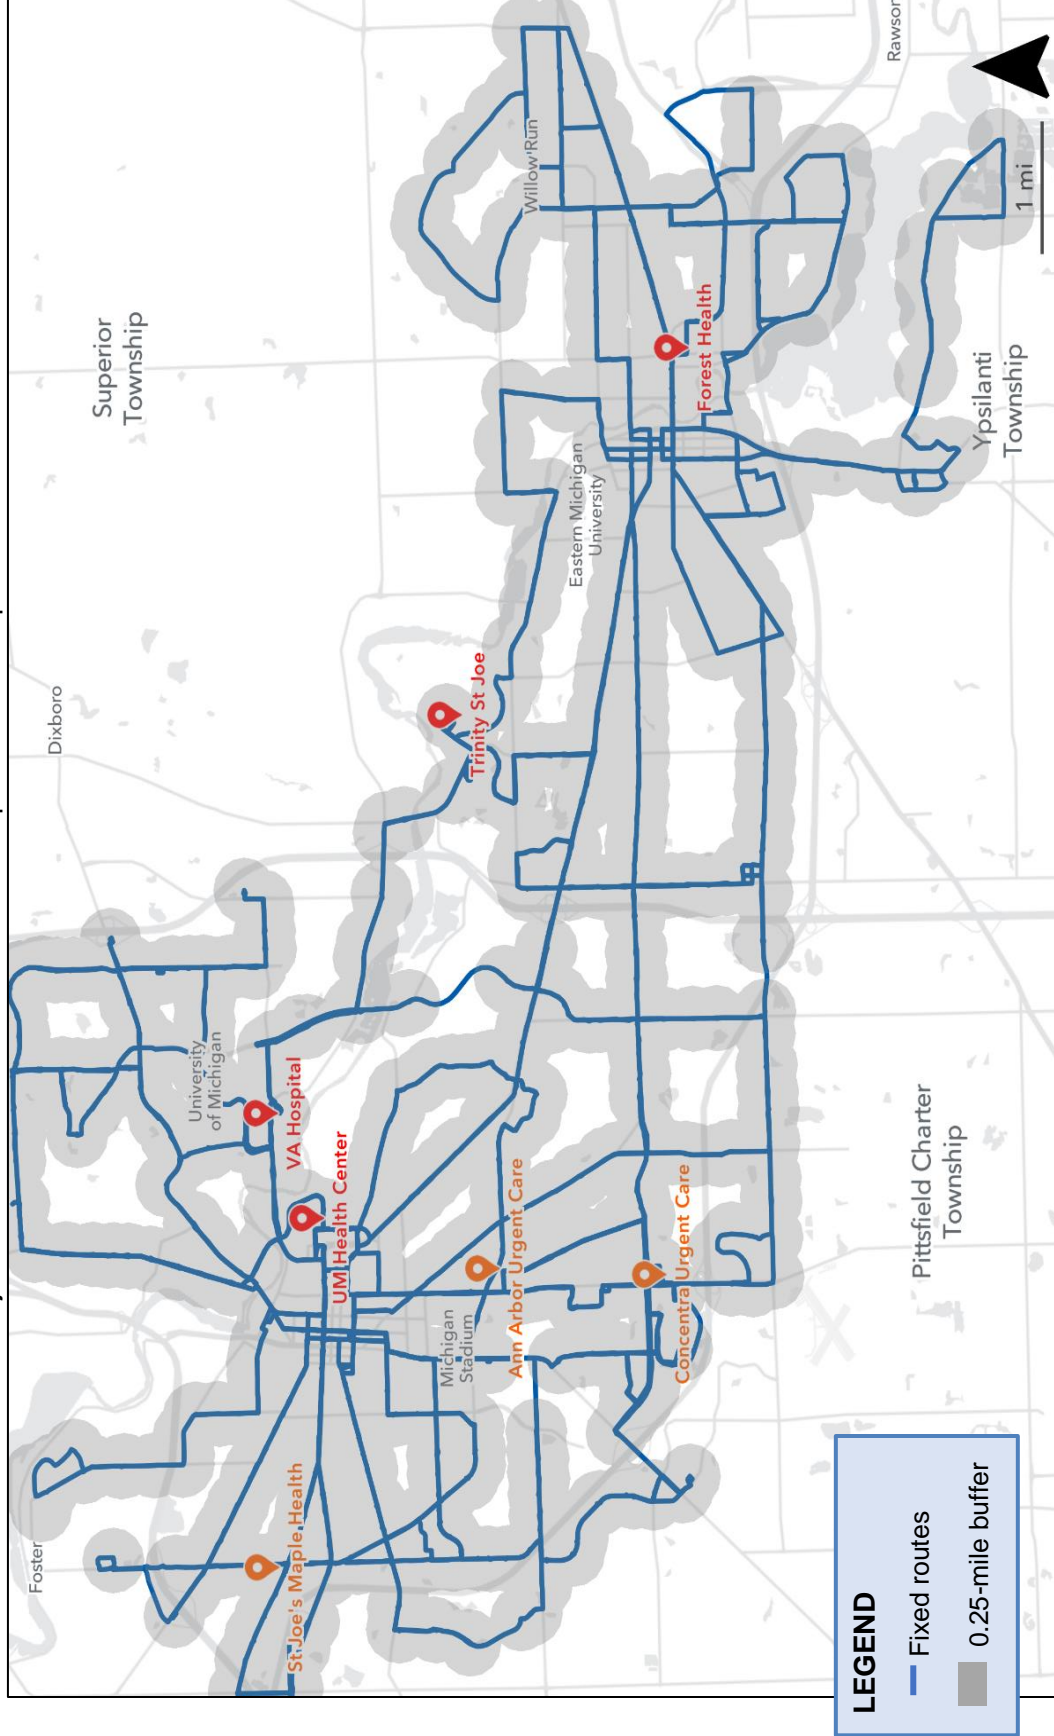 Foster
Dixboro
Superior
Township
University
of Michigan
VA Hospital
UM Health Center
St Joe's Maple Health
Trinity St Joe
Willow Run
Michigan
Stadium
Ann Arbor Urgent Care
Eastern Michigan
University
Concentra Urgent Care
Forest Health
Rawson
Pittsfield Charter
Township
Ypsilanti
Township
1 mi
LEGEND
Fixed routes
0.25-mile buffer